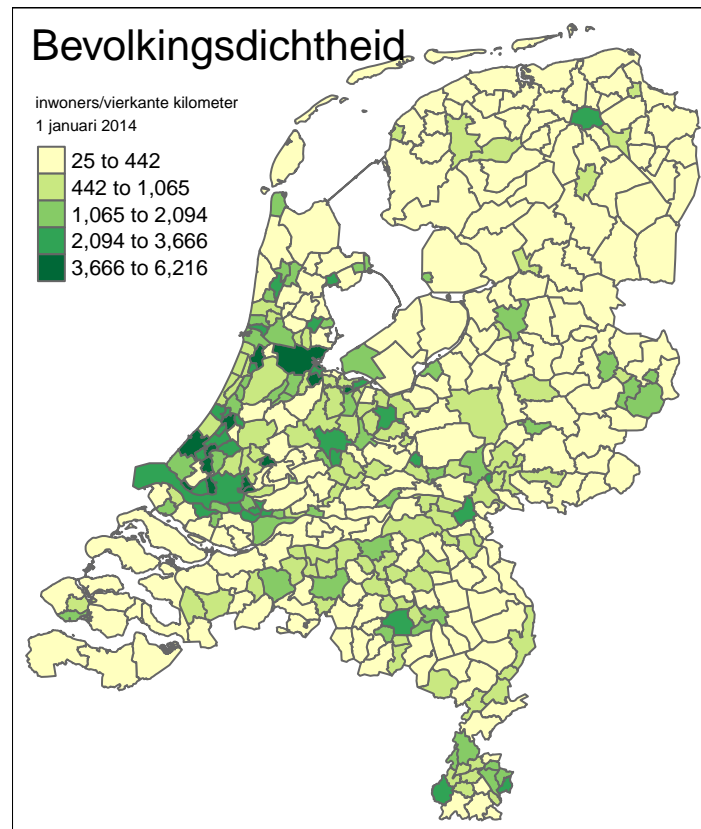 Bevolkingsdichtheid
inwoners/vierkante kilometer
1 januari 2014
25 to 442
442 to 1,065
1,065 to 2,094
2,094 to 3,666
3,666 to 6,216